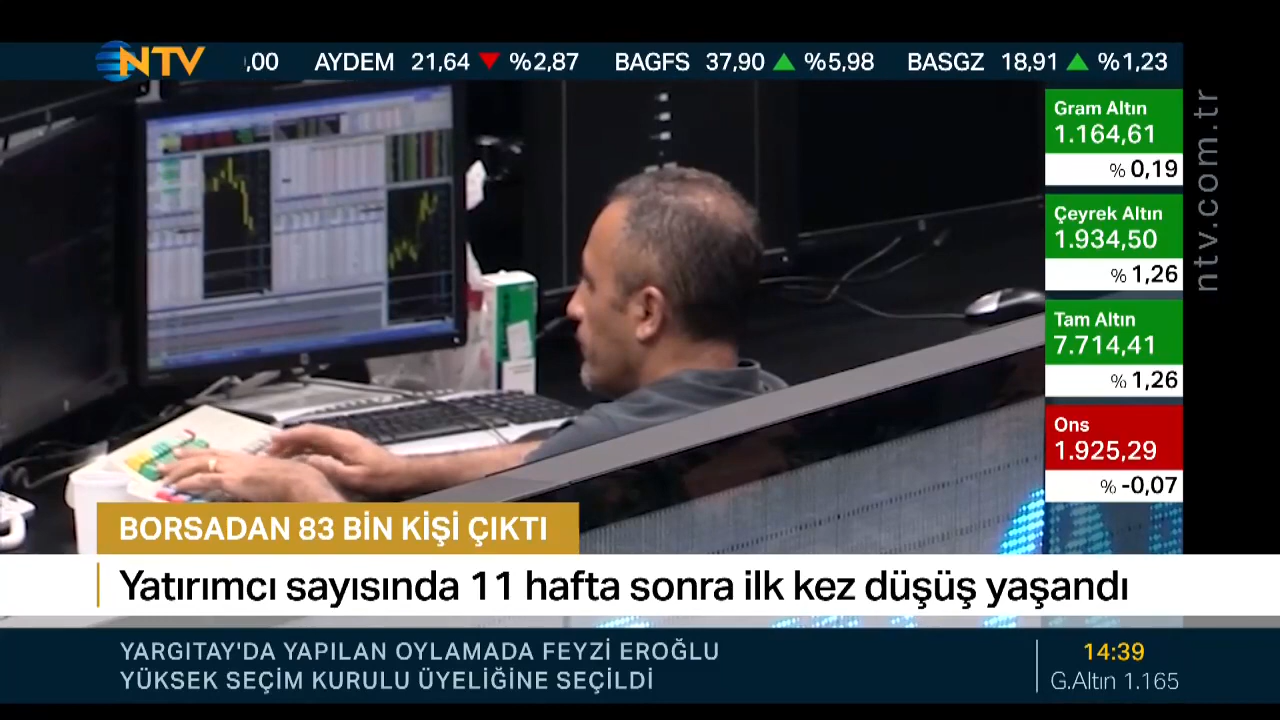 NTV
,00 AYDEM 21,64 ▼ %2,87 BAGFS 37,90 ▲ %5,98 BASGZ 18,91 ▲ %1,23
Gram Altın
1.164,61
% 0,19
Çeyrek Altın
1.934,50
% 1,26
Tam Altın
7.714,41
% 1,26
Ons
1.925,29
% -0,07
ntv.com.tr
BORSADAN 83 BİN KİŞİ ÇIKTI
Yatırımcı sayısında 11 hafta sonra ilk kez düşüş yaşandı
YARGITAY'DA YAPILAN OYLAMADA FEYZİ EROĞLU
YÜKSEK SEÇİM KURULU ÜYELİĞİNE SEÇİLDİ
14:39
G.Altın 1.165